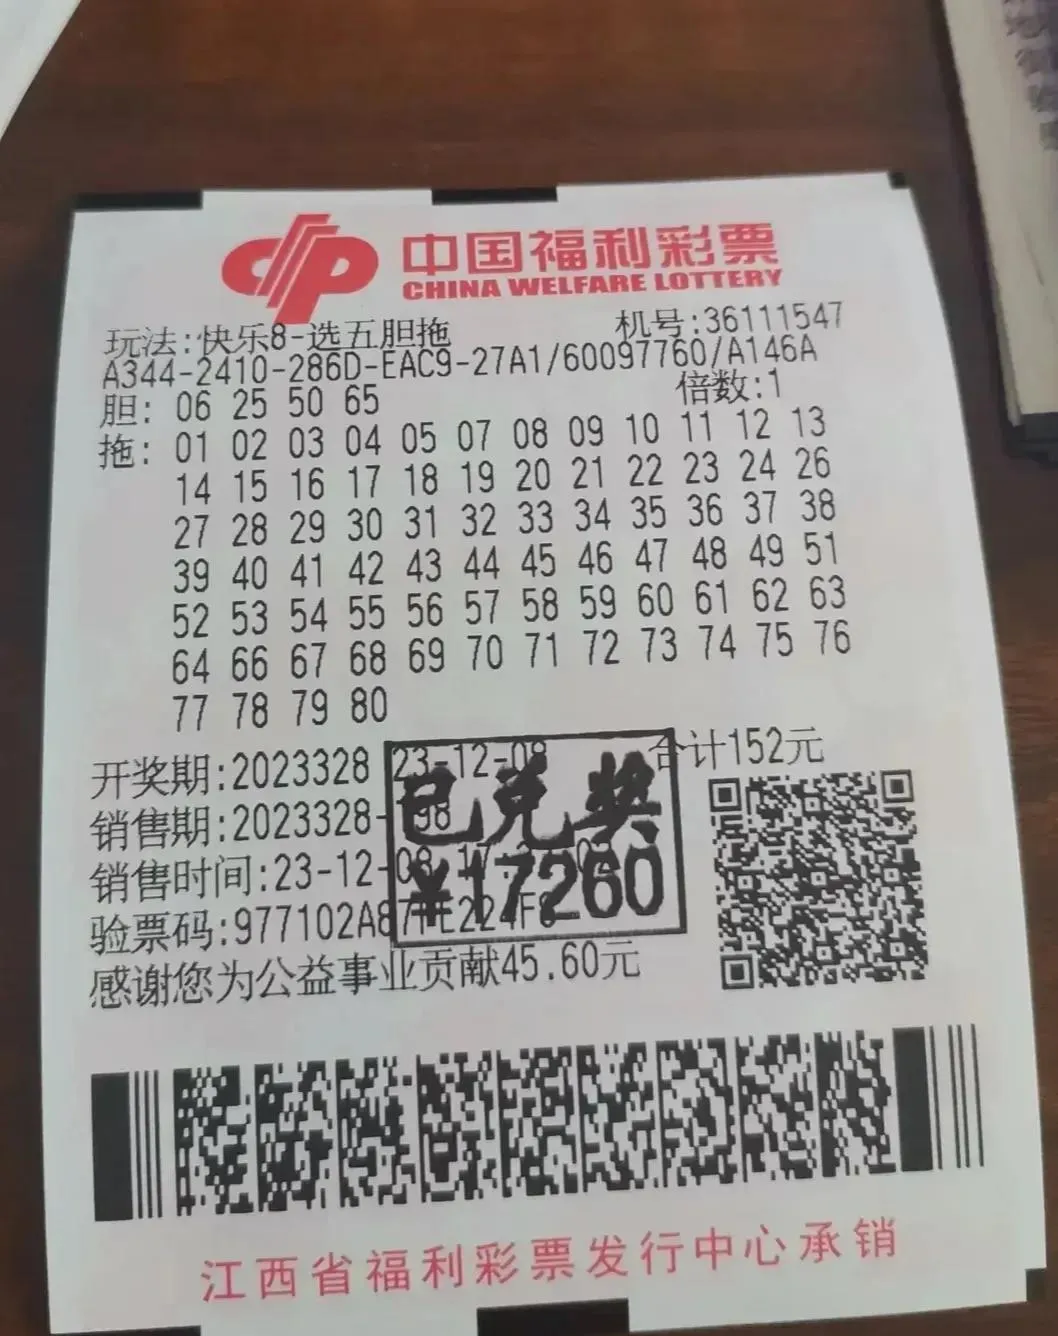 中国福利彩票
CHINA WELFARE LOTTERY
玩法:快乐8-选五胆拖 机号:36111547
A344-2410-286D-EAC9-27A1/60097760/A146A
胆: 06 25 50 65 倍数:1
拖: 01 02 03 04 05 07 08 09 10 11 12 13
14 15 16 17 18 19 20 21 22 23 24 26
27 28 29 30 31 32 33 34 35 36 37 38
39 40 41 42 43 44 45 46 47 48 49 51
52 53 54 55 56 57 58 59 60 61 62 63
64 66 67 68 69 70 71 72 73 74 75 76
77 78 79 80
开奖期:2023328 23-12-08 合计152元
销售期:2023328-
已兑奖
销售时间:23-12-08
¥17260
验票码:977102A87
感谢您为公益事业贡献45.60元
江西省福利彩票发行中心承销